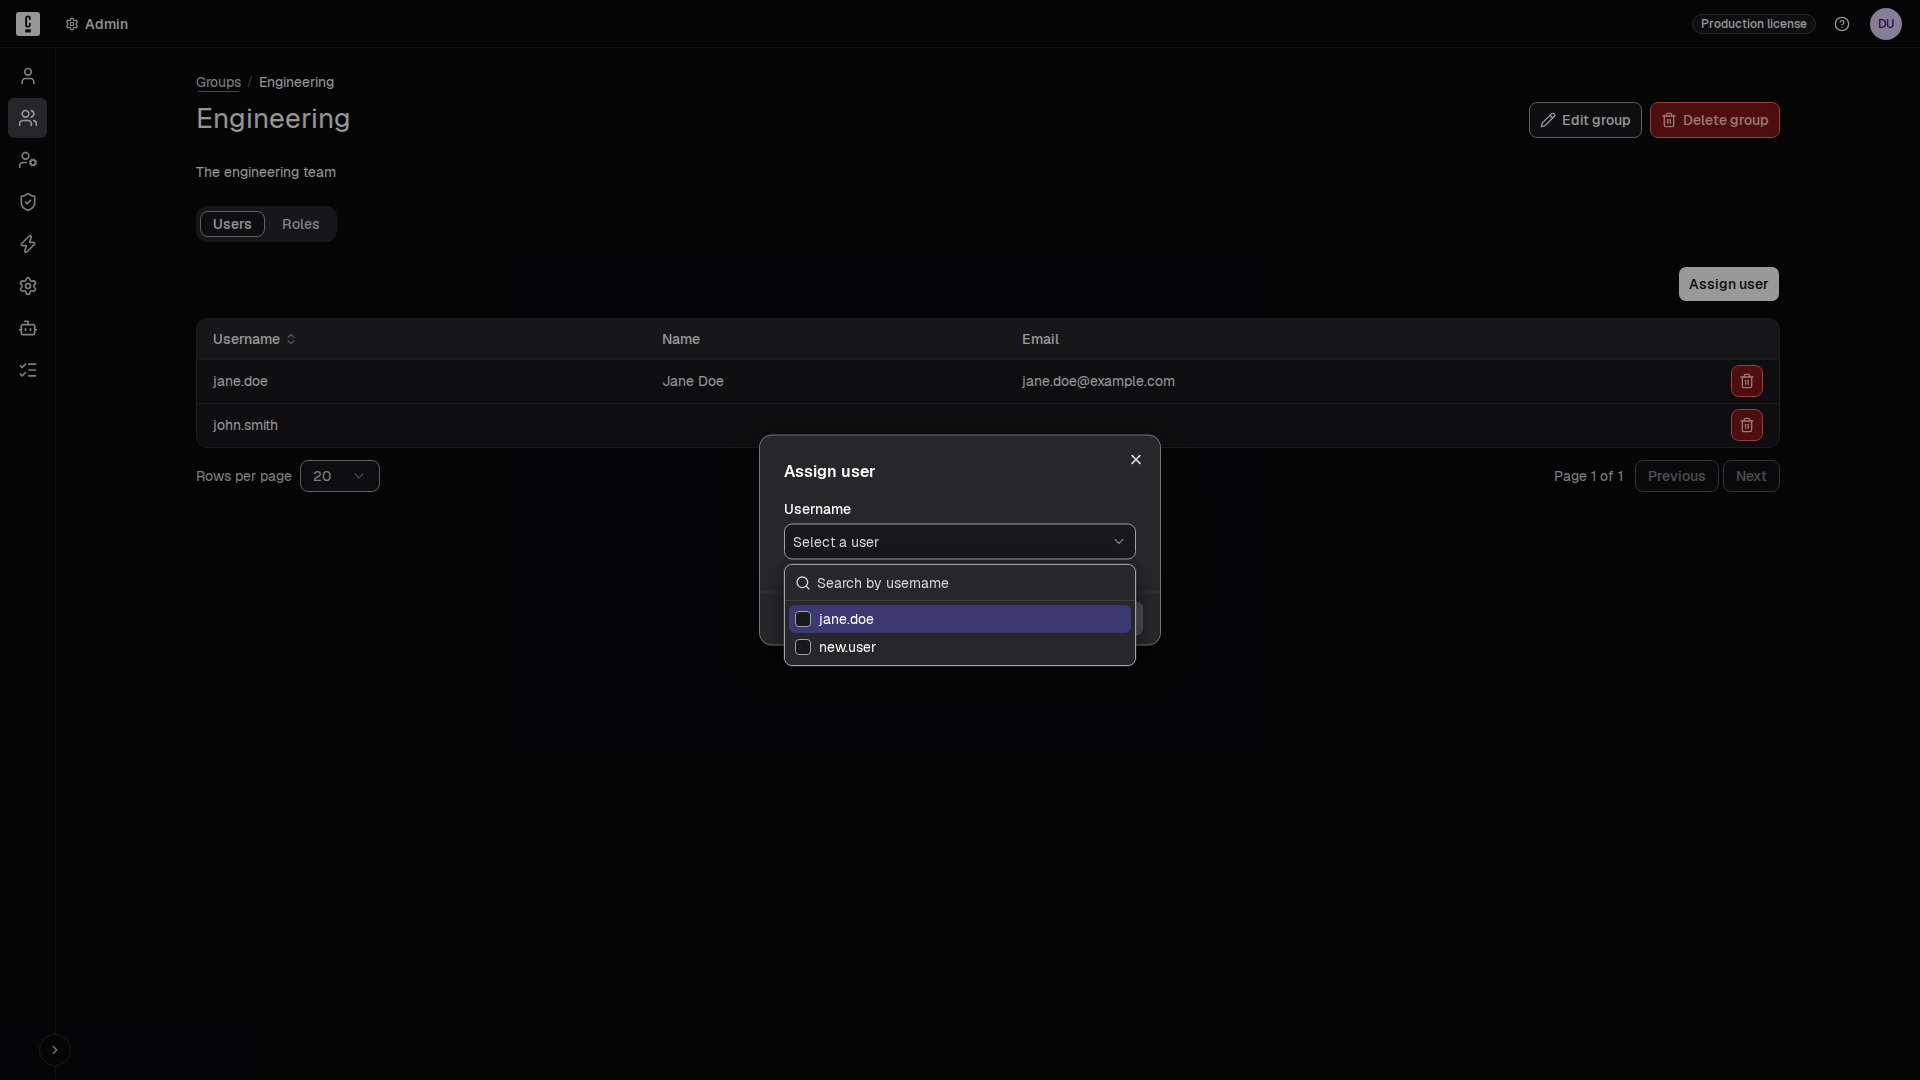 Admin
Production license
DU
Groups / Engineering
Engineering
Edit group
Delete group
The engineering team
Users
Roles
Assign user
Username
Name
Email
jane.doe
Jane Doe
jane.doe@example.com
john.smith
Rows per page
20
Page 1 of 1
Previous
Next
Assign user
Username
Select a user
Search by username
jane.doe
new.user